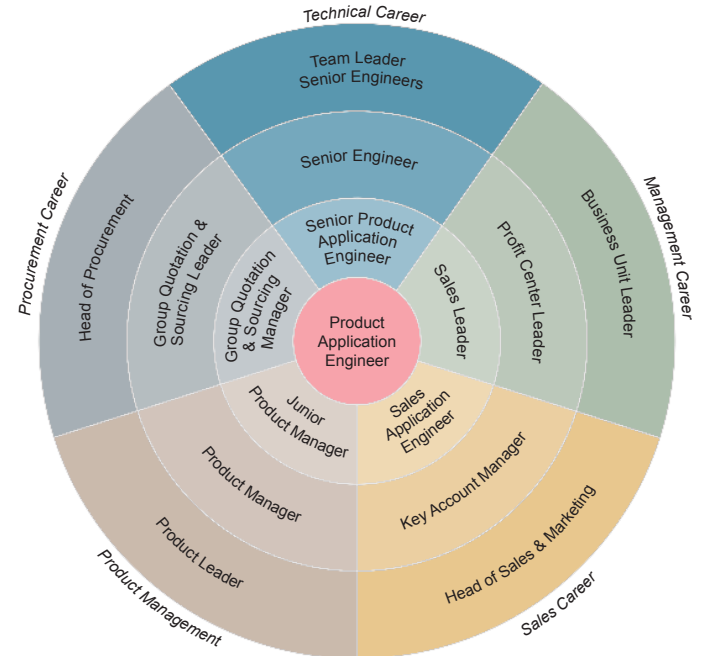 Technical Career
Team Leader
Senior Engineers
Senior Engineer
Senior Product
Application
Engineer
Management Career
Business Unit Leader
Profit Center Leader
Sales Leader
Product
Application
Engineer
Procurement Career
Head of Procurement
Group Quotation &
Sourcing Leader
Group Quotation
& Sourcing
Manager
Junior
Product Manager
Product Manager
Product Leader
Product Management
Sales
Application
Engineer
Key Account Manager
Head of Sales & Marketing
Sales Career